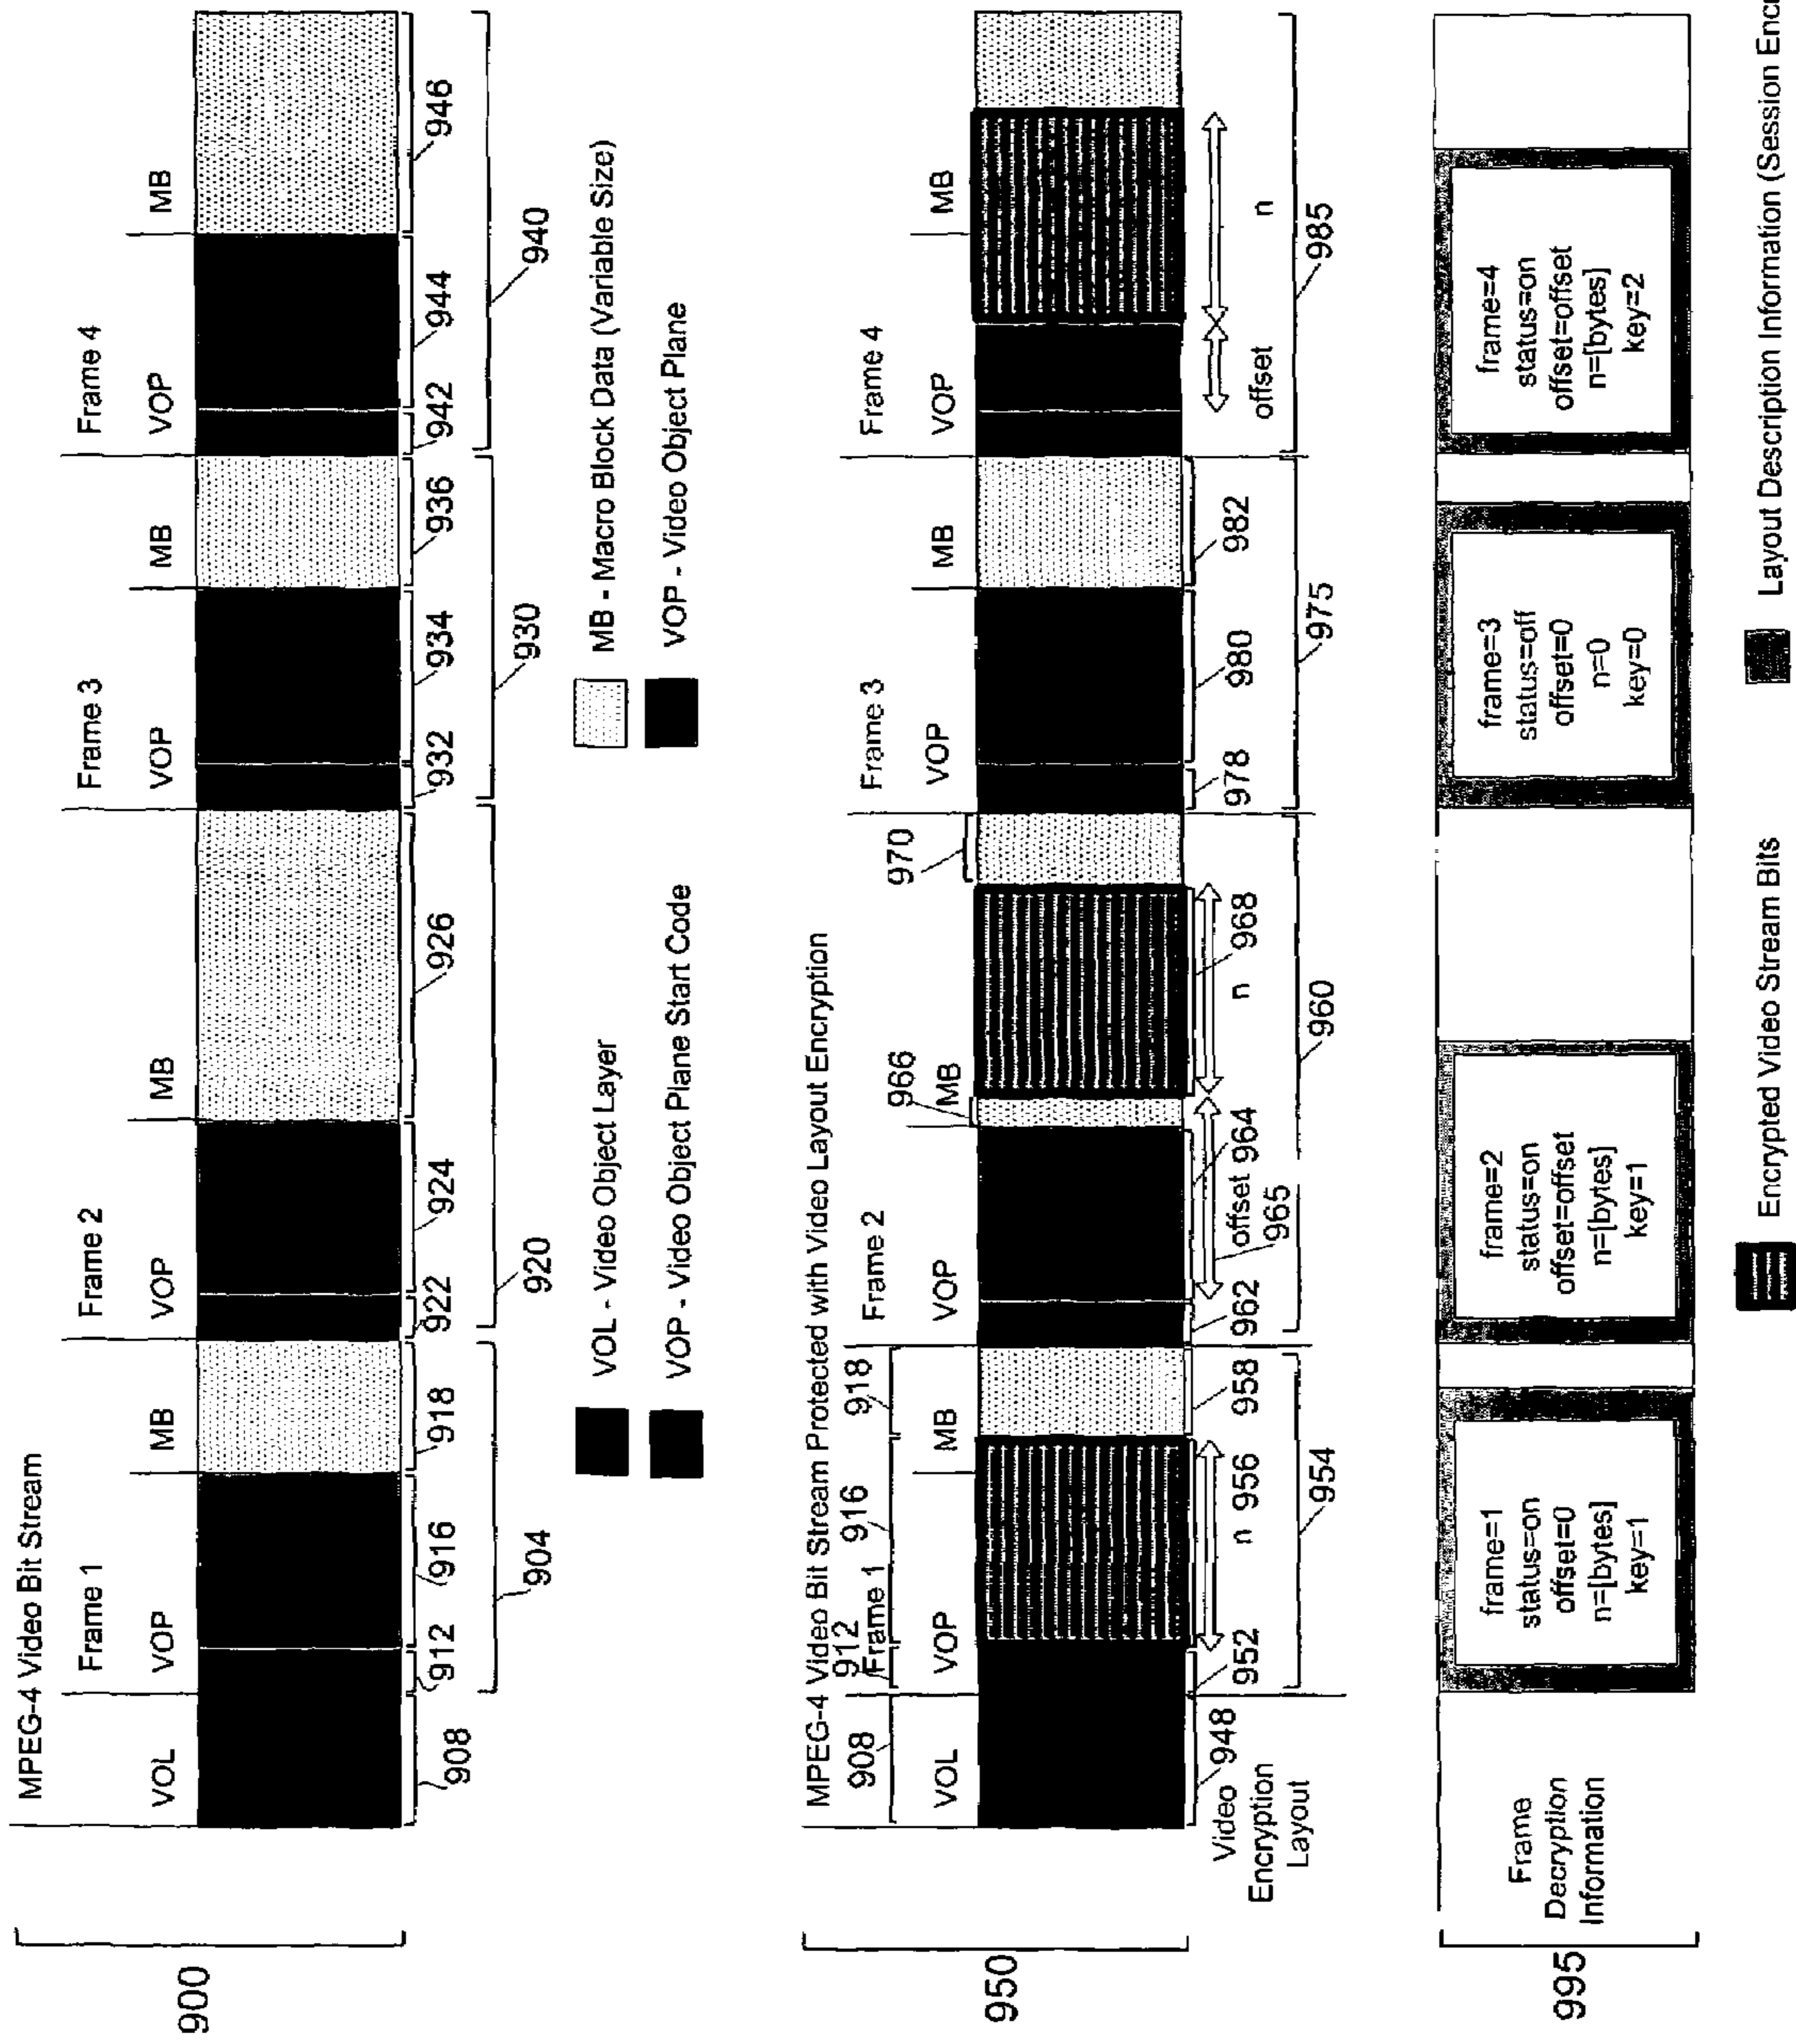 900
MPEG-4 Video Bit Stream
Frame 1
Frame 2
Frame 3
Frame 4
VOL
VOP
MB
VOP
MB
VOP
MB
VOP
MB
908
912
916
918
922
924
926
932
934
936
942
944
946
904
920
930
940
VOL - Video Object Layer
MB - Macro Block Data (Variable Size)
VOP - Video Object Plane Start Code
VOP - Video Object Plane
950
MPEG-4 Video Bit Stream Protected with Video Layout Encryption
908
912
916
918
966
970
Frame 1
Frame 2
Frame 3
Frame 4
VOL
VOP
MB
VOP
MB
VOP
MB
VOP
MB
948
952
956
958
962
964
968
978
980
982
Video
Encryption
Layout
n
offset
n
offset
n
965
954
960
975
985
995
Frame
Decryption
Information
frame=1
status=on
offset=0
n=[bytes]
key=1
frame=2
status=on
offset=offset
n=[bytes]
key=1
frame=3
status=off
offset=0
n=0
key=0
frame=4
status=on
offset=offset
n=[bytes]
key=2
Encrypted Video Stream Bits
Layout Description Information (Session